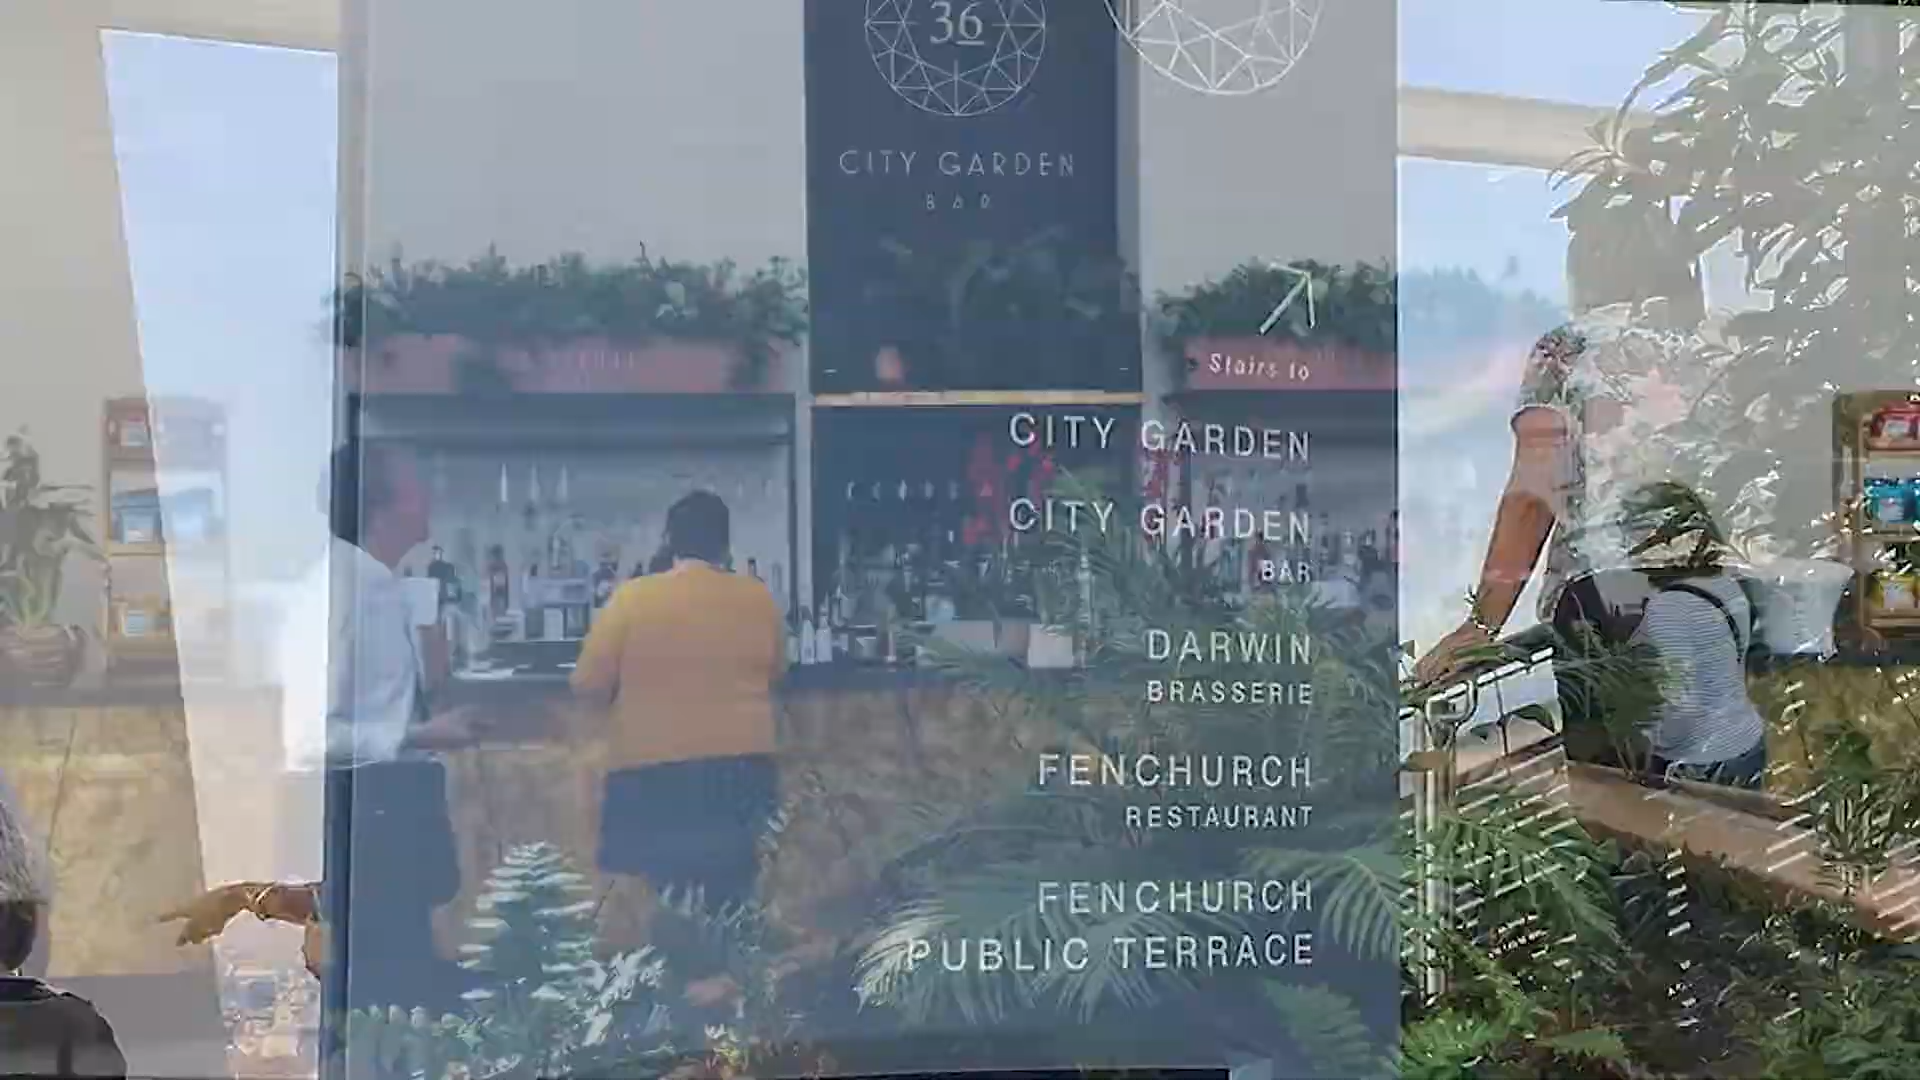 36
CITY GARDEN
BAR
Stairs to
CITY GARDEN
CITY GARDEN
BAR
DARWIN
BRASSERIE
FENCHURCH
RESTAURANT
FENCHURCH
PUBLIC TERRACE